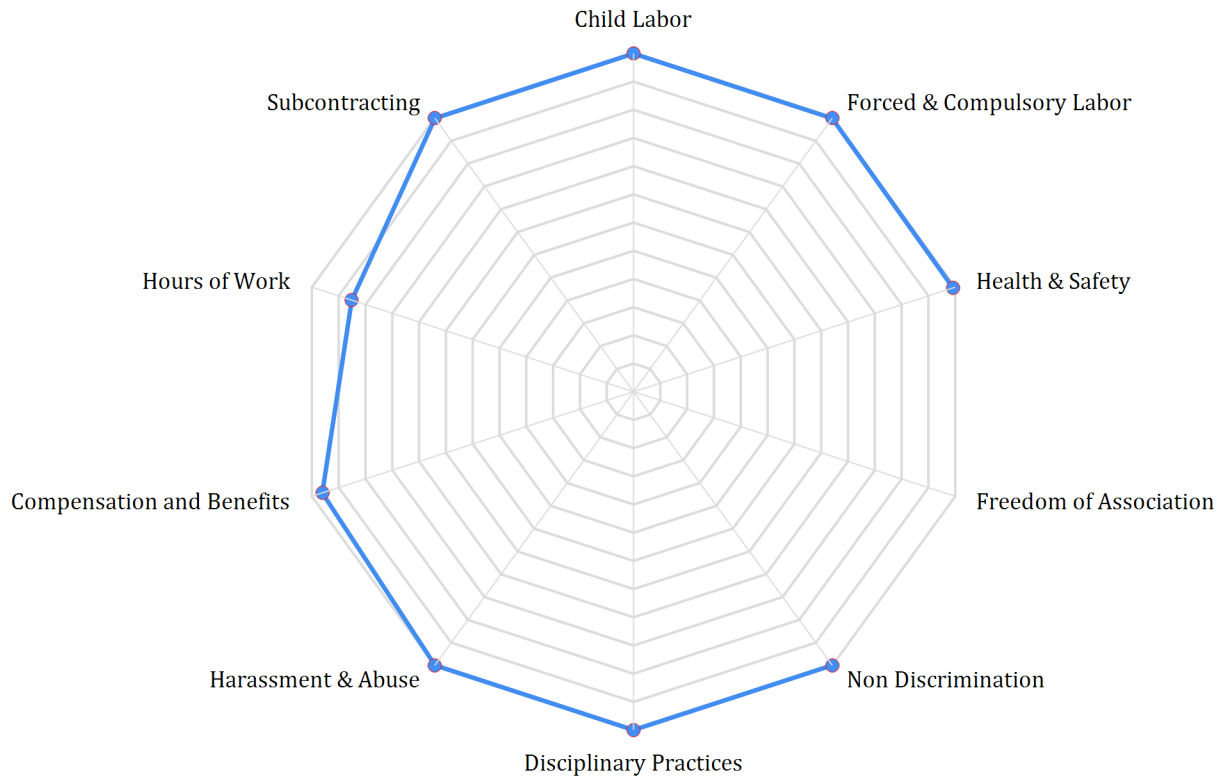 Child Labor
Subcontracting
Forced & Compulsory Labor
Hours of Work
Health & Safety
Compensation and Benefits
Freedom of Association
Harassment & Abuse
Non Discrimination
Disciplinary Practices